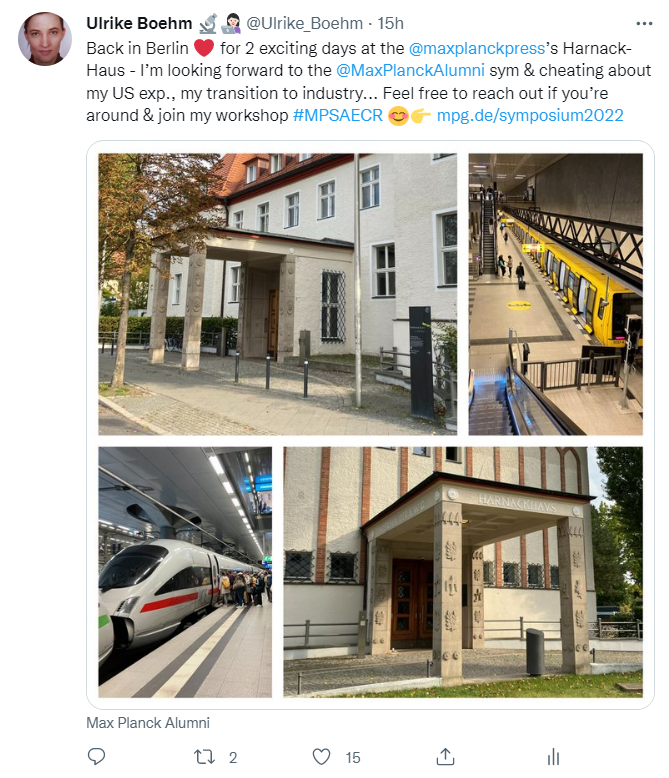 Ulrike Boehm 🔬 👩🏻‍💻 @Ulrike_Boehm · 15h
Back in Berlin ❤️ for 2 exciting days at the @maxplanckpress's Harnack-
Haus - I'm looking forward to the @MaxPlanckAlumni sym & cheating about
my US exp., my transition to industry... Feel free to reach out if you're
around & join my workshop #MPSAECR 😊👉 mpg.de/symposium2022
HARNACKHAUS
Max Planck Alumni
2
15